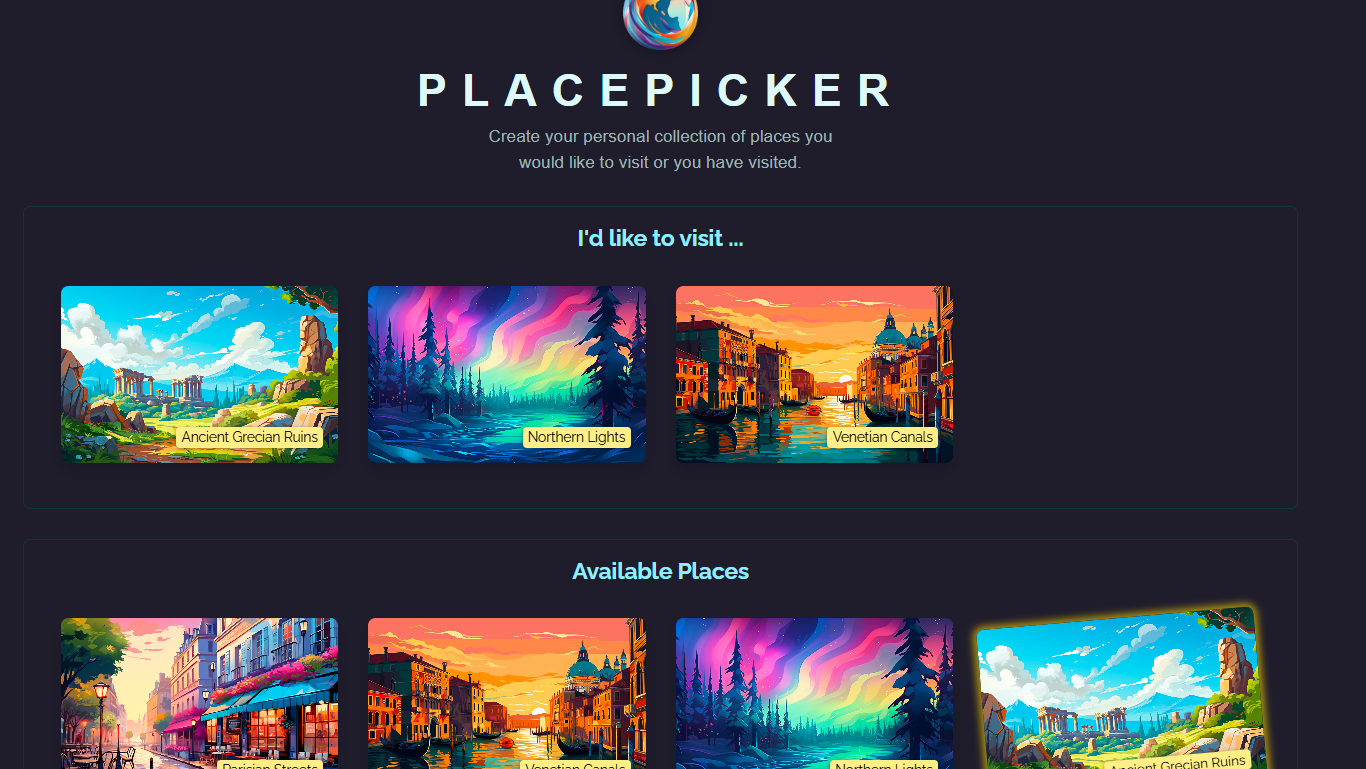 PLACEPICKER
Create your personal collection of places you
would like to visit or you have visited.
I'd like to visit ...
Ancient Grecian Ruins
Northern Lights
Venetian Canals
Available Places
Parisian Streets
Venetian Canals
Northern Lights
Ancient Grecian Ruins